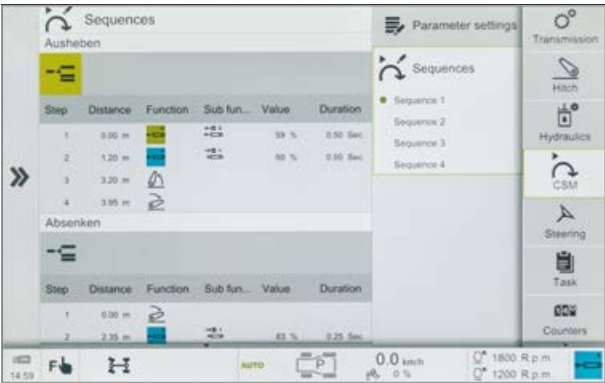 Sequences
Ausheben
Step Distance Function Sub fun... Value Duration
1 0.00 m 59 % 0.50 Sec.
2 1.20 m 50 % 0.00 Sec.
3 3.20 m
4 3.95 m
Absenken
Step Distance Function Sub fun... Value Duration
1 0.00 m
2 2.35 m 83 % 0.25 Sec.
Parameter settings
Sequences
Sequence 1
Sequence 2
Sequence 3
Sequence 4
Transmission
Hitch
Hydraulics
CSM
Steering
Task
Counters
14:59 F AUTO P 0.0 km/h 0 % 1800 R.p.m. 1200 R.p.m.